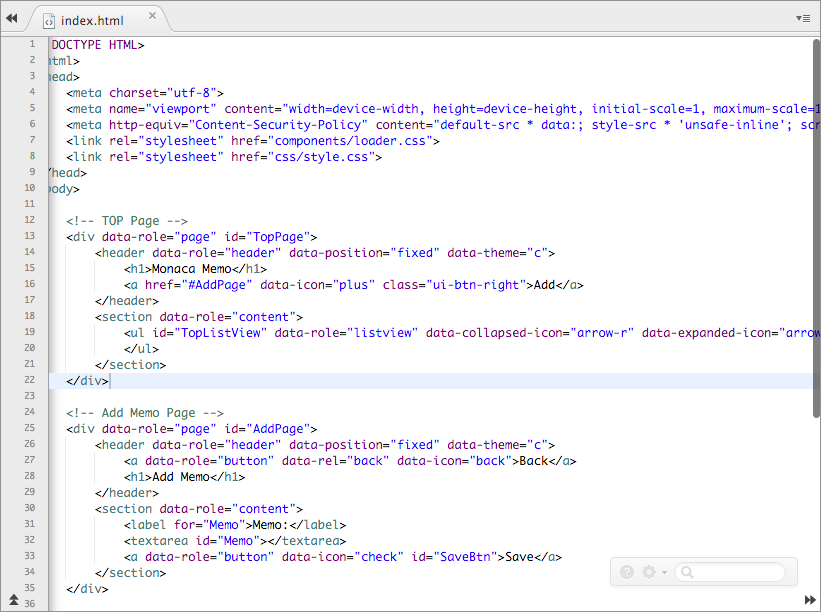 index.html
1 DOCTYPE HTML>
2 html>
3 head>
4 <meta charset="utf-8">
5 <meta name="viewport" content="width=device-width, height=device-height, initial-scale=1, maximum-scale=1
6 <meta http-equiv="Content-Security-Policy" content="default-src * data:; style-src * 'unsafe-inline'; scr
7 <link rel="stylesheet" href="components/loader.css">
8 <link rel="stylesheet" href="css/style.css">
9 /head>
10 body>
11
12 <!-- TOP Page -->
13 <div data-role="page" id="TopPage">
14 <header data-role="header" data-position="fixed" data-theme="c">
15 <h1>Monaca Memo</h1>
16 <a href="#AddPage" data-icon="plus" class="ui-btn-right">Add</a>
17 </header>
18 <section data-role="content">
19 <ul id="TopListView" data-role="listview" data-collapsed-icon="arrow-r" data-expanded-icon="arrow
20 </ul>
21 </section>
22 </div>
23
24 <!-- Add Memo Page -->
25 <div data-role="page" id="AddPage">
26 <header data-role="header" data-position="fixed" data-theme="c">
27 <a data-role="button" data-rel="back" data-icon="back">Back</a>
28 <h1>Add Memo</h1>
29 </header>
30 <section data-role="content">
31 <label for="Memo">Memo:</label>
32 <textarea id="Memo"></textarea>
33 <a data-role="button" data-icon="check" id="SaveBtn">Save</a>
34 </section>
35 </div>
36